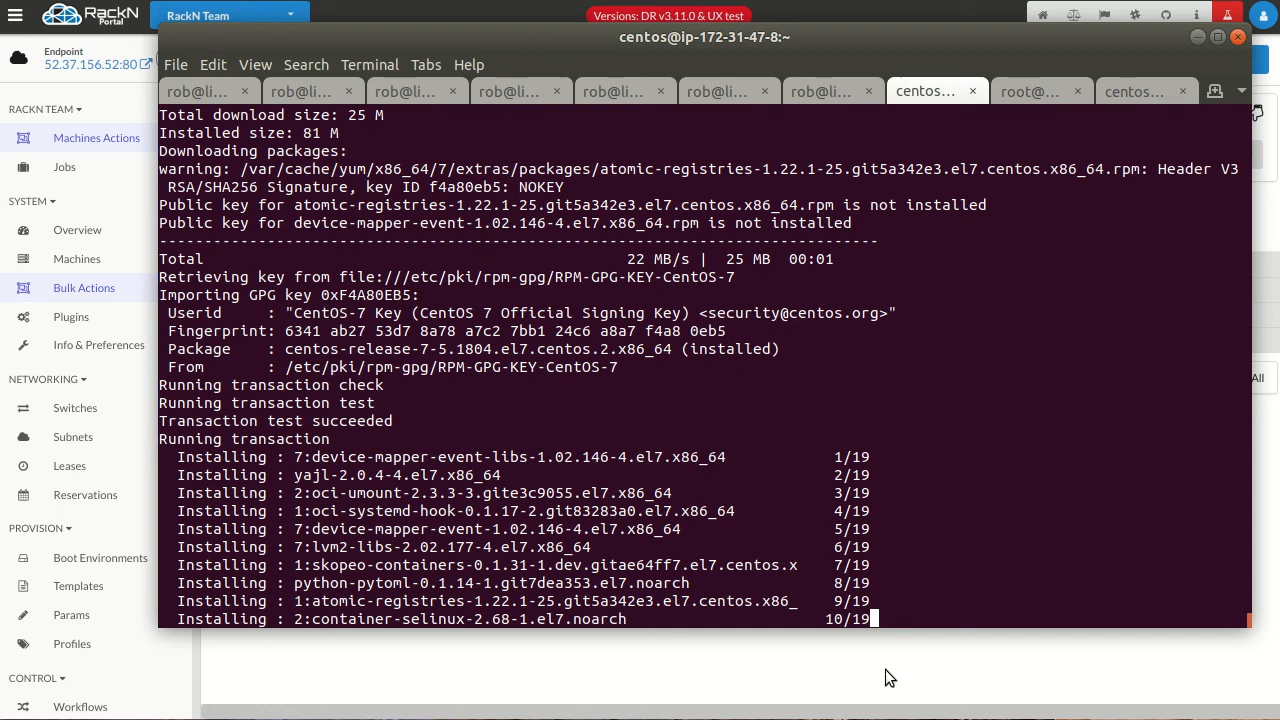 RackN
Portal
RackN Team
Versions: DR v3.11.0 & UX test
Endpoint
52.37.156.52:80
RACKN TEAM
Machines Actions
Jobs
SYSTEM
Overview
Machines
Bulk Actions
Plugins
Info & Preferences
NETWORKING
Switches
Subnets
Leases
Reservations
PROVISION
Boot Environments
Templates
Params
Profiles
CONTROL
Workflows
All
centos@ip-172-31-47-8:~
File Edit View Search Terminal Tabs Help
rob@li... × rob@li... × rob@li... × rob@li... × rob@li... × rob@li... × rob@li... × centos... × root@... × centos... ×
Total download size: 25 M
Installed size: 81 M
Downloading packages:
warning: /var/cache/yum/x86_64/7/extras/packages/atomic-registries-1.22.1-25.git5a342e3.el7.centos.x86_64.rpm: Header V3
RSA/SHA256 Signature, key ID f4a80eb5: NOKEY
Public key for atomic-registries-1.22.1-25.git5a342e3.el7.centos.x86_64.rpm is not installed
Public key for device-mapper-event-1.02.146-4.el7.x86_64.rpm is not installed
--------------------------------------------------------------------------------
Total 22 MB/s | 25 MB 00:01
Retrieving key from file:///etc/pki/rpm-gpg/RPM-GPG-KEY-CentOS-7
Importing GPG key 0xF4A80EB5:
Userid : "CentOS-7 Key (CentOS 7 Official Signing Key) <security@centos.org>"
Fingerprint: 6341 ab27 53d7 8a78 a7c2 7bb1 24c6 a8a7 f4a8 0eb5
Package : centos-release-7-5.1804.el7.centos.2.x86_64 (installed)
From : /etc/pki/rpm-gpg/RPM-GPG-KEY-CentOS-7
Running transaction check
Running transaction test
Transaction test succeeded
Running transaction
Installing : 7:device-mapper-event-libs-1.02.146-4.el7.x86_64 1/19
Installing : yajl-2.0.4-4.el7.x86_64 2/19
Installing : 2:oci-umount-2.3.3-3.gite3c9055.el7.x86_64 3/19
Installing : 1:oci-systemd-hook-0.1.17-2.git83283a0.el7.x86_64 4/19
Installing : 7:device-mapper-event-1.02.146-4.el7.x86_64 5/19
Installing : 7:lvm2-libs-2.02.177-4.el7.x86_64 6/19
Installing : 1:skopeo-containers-0.1.31-1.dev.gitae64ff7.el7.centos.x 7/19
Installing : python-pytoml-0.1.14-1.git7dea353.el7.noarch 8/19
Installing : 1:atomic-registries-1.22.1-25.git5a342e3.el7.centos.x86_ 9/19
Installing : 2:container-selinux-2.68-1.el7.noarch 10/19